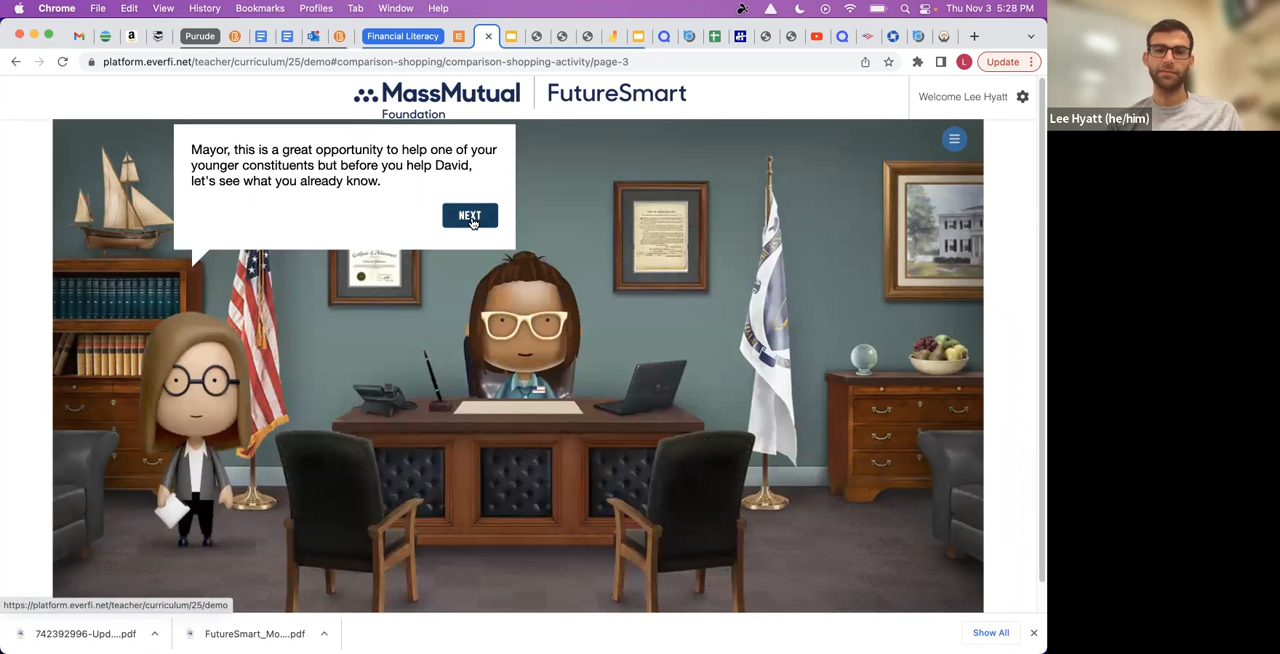 Chrome File Edit View History Bookmarks Profiles Tab Window Help
Thu Nov 3 5:28 PM
Purude
Financial Literacy
platform.everfi.net/teacher/curriculum/25/demo#comparison-shopping/comparison-shopping-activity/page-3
L
Update
MassMutual
Foundation
FutureSmart
Welcome Lee Hyatt
Lee Hyatt (he/him)
Mayor, this is a great opportunity to help one of your
younger constituents but before you help David,
let's see what you already know.
NEXT
https://platform.everfi.net/teacher/curriculum/25/demo
742392996-Upd....pdf
FutureSmart_Mo....pdf
Show All